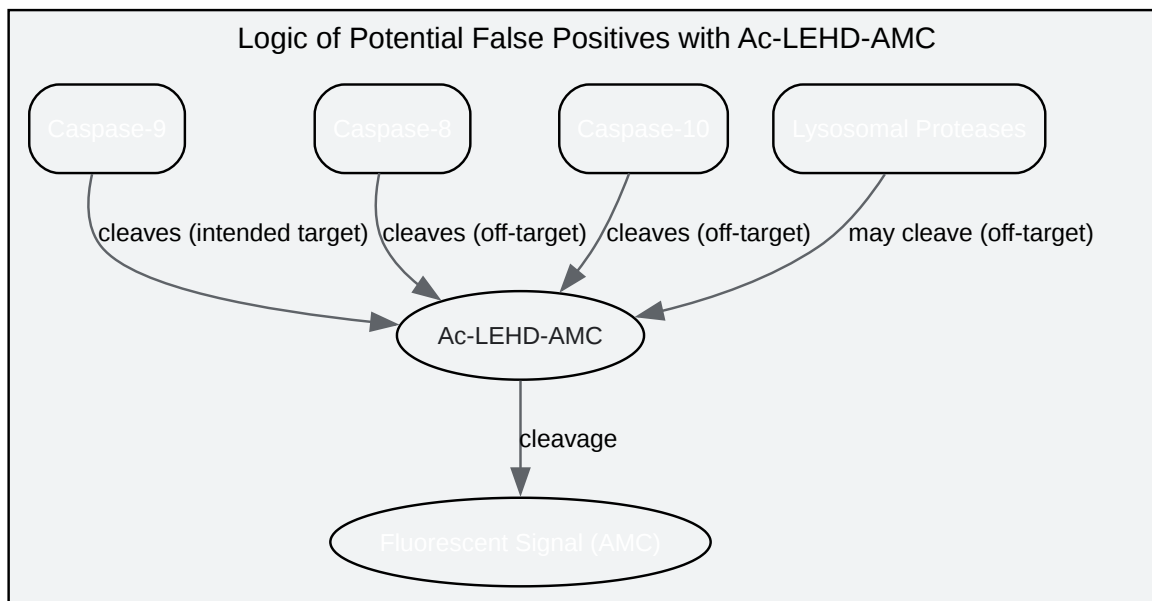 Logic of Potential False Positives with Ac-LEHD-AMC
Caspase-9
Caspase-8
Caspase-10
Lysosomal Proteases
cleaves (intended target)
cleaves (off-target)
cleaves (off-target)
may cleave (off-target)
Ac-LEHD-AMC
cleavage
Fluorescent Signal (AMC)